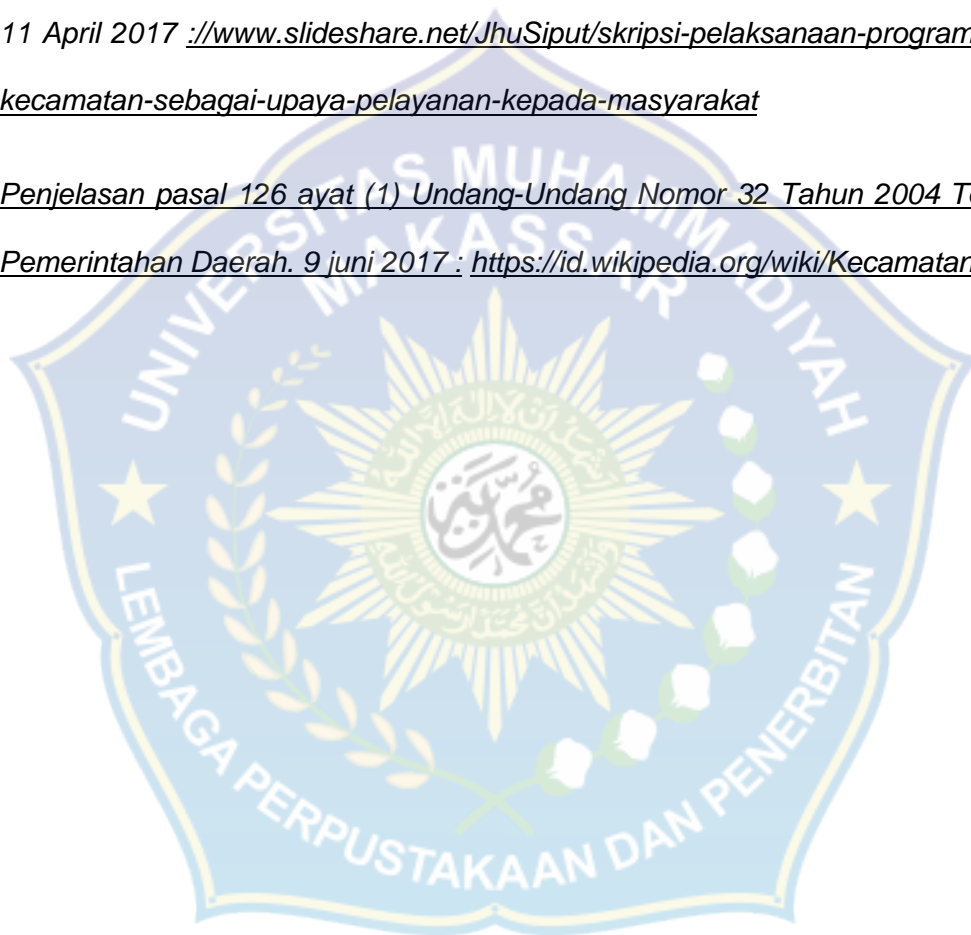 11 April 2017 ://www.slideshare.net/JhuSiput/skripsi-pelaksanaan-program
kecamatan-sebagai-upaya-pelayanan-kepada-masyarakat
Penjelasan pasal 126 ayat (1) Undang-Undang Nomor 32 Tahun 2004
Pemerintahan Daerah. 9 juni 2017 : https://id.wikipedia.org/wiki/Kecamatan
UNIVERSITAS MUHAMMADIYAH
MAKASSAR
LEMBAGA PERPUSTAKAAN DAN PENERBITAN